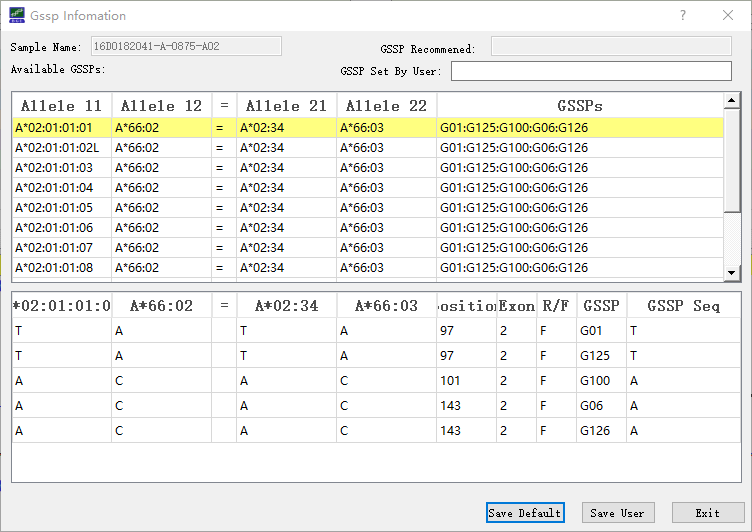 Gssp Infomation
Sample Name: 16D0182041-A-0875-A02 GSSP Recommened:
Available GSSPs: GSSP Set By User:
Allele 11 Allele 12 = Allele 21 Allele 22 GSSPs
A*02:01:01:01 A*66:02 = A*02:34 A*66:03 G01:G125:G100:G06:G126
A*02:01:01:02L A*66:02 = A*02:34 A*66:03 G01:G125:G100:G06:G126
A*02:01:01:03 A*66:02 = A*02:34 A*66:03 G01:G125:G100:G06:G126
A*02:01:01:04 A*66:02 = A*02:34 A*66:03 G01:G125:G100:G06:G126
A*02:01:01:05 A*66:02 = A*02:34 A*66:03 G01:G125:G100:G06:G126
A*02:01:01:06 A*66:02 = A*02:34 A*66:03 G01:G125:G100:G06:G126
A*02:01:01:07 A*66:02 = A*02:34 A*66:03 G01:G125:G100:G06:G126
A*02:01:01:08 A*66:02 = A*02:34 A*66:03 G01:G125:G100:G06:G126
*02:01:01:0 A*66:02 = A*02:34 A*66:03 osition Exon R/F GSSP GSSP Seq
T A T A 97 2 F G01 T
T A T A 97 2 F G125 T
A C A C 101 2 F G100 A
A C A C 143 2 F G06 A
A C A C 143 2 F G126 A
Save Default Save User Exit